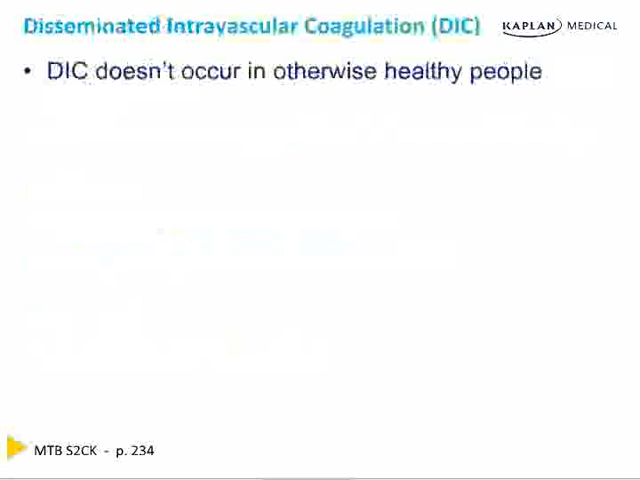 Disseminated Intravascular Coagulation (DIC)
KAPLAN MEDICAL
• DIC doesn't occur in otherwise healthy people
MTB S2CK - p. 234